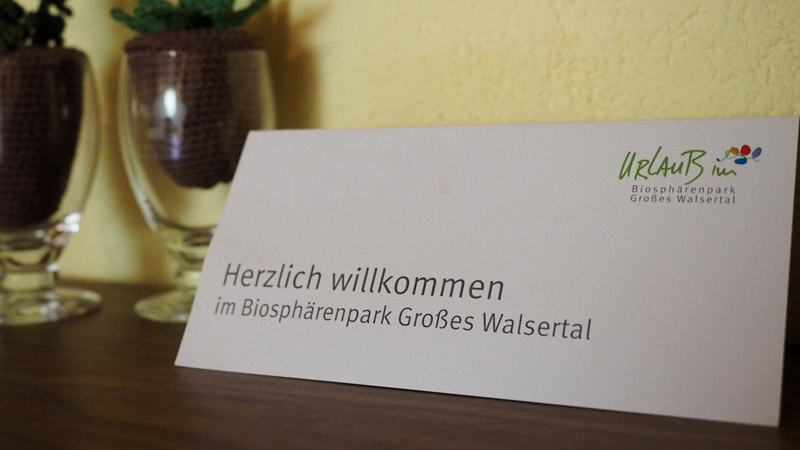 URLAUB im
Biosphärenpark
Großes Walsertal
Herzlich willkommen
im Biosphärenpark Großes Walsertal